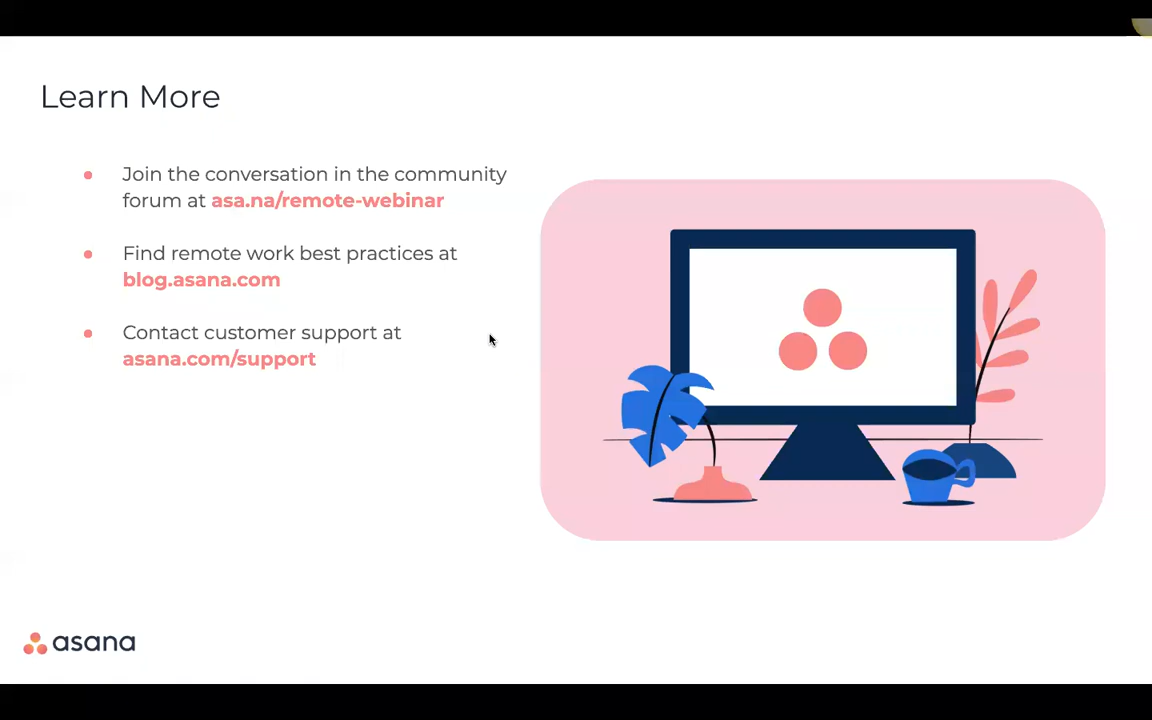 Learn More
Join the conversation in the community
forum at asa.na/remote-webinar
Find remote work best practices at
blog.asana.com
Contact customer support at
asana.com/support
asana